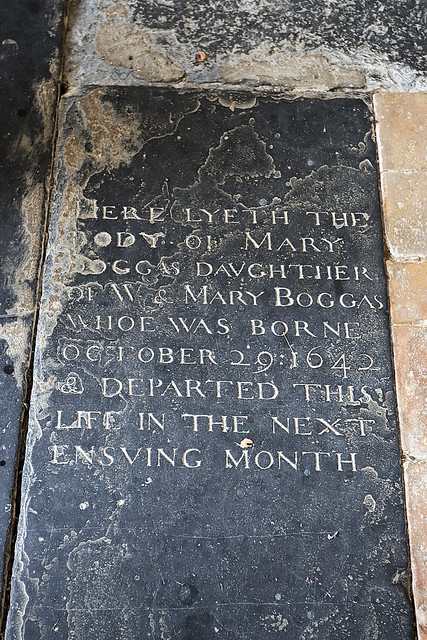 HERE LYETH THE
BODY OF MARY
BOGGAS DAVGHTHER
OF W & MARY BOGGAS
WHOE WAS BORNE
OCTOBER 29:1642
& DEPARTED THIS
LIFE IN THE NEXT
ENSVING MONTH